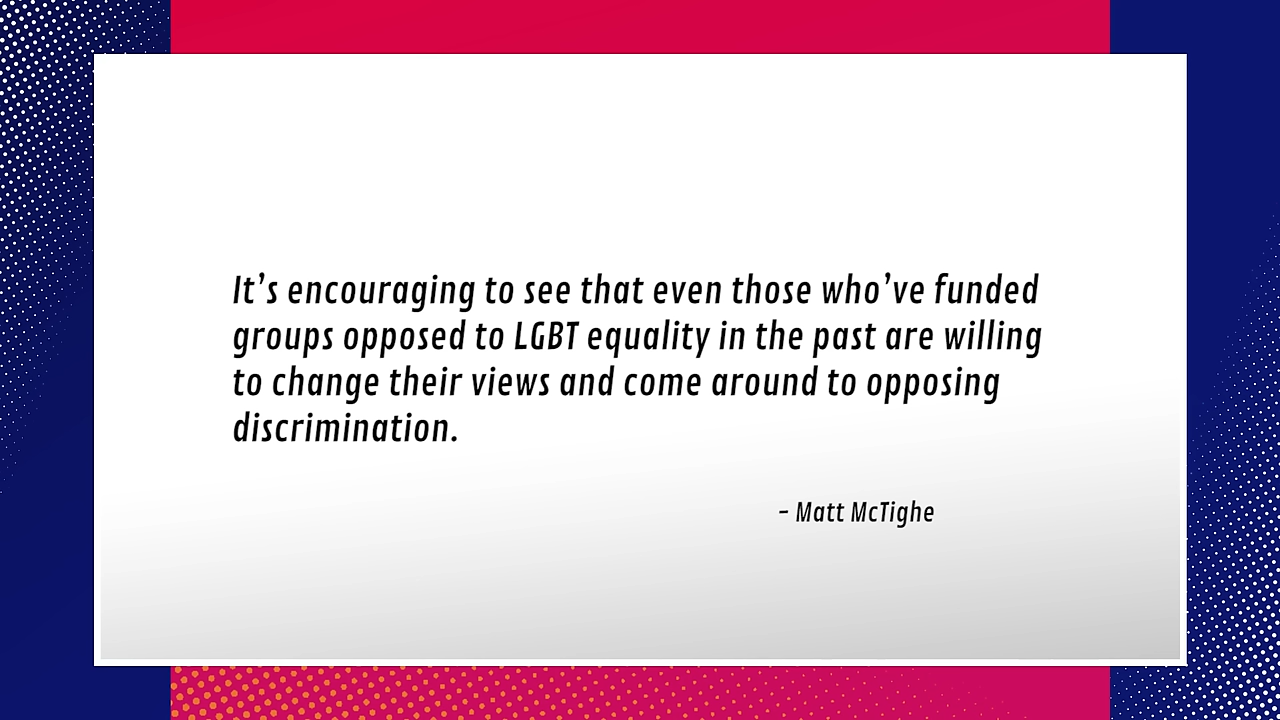 It’s encouraging to see that even those who’ve funded
groups opposed to LGBT equality in the past are willing
to change their views and come around to opposing
discrimination.
- Matt McTighe